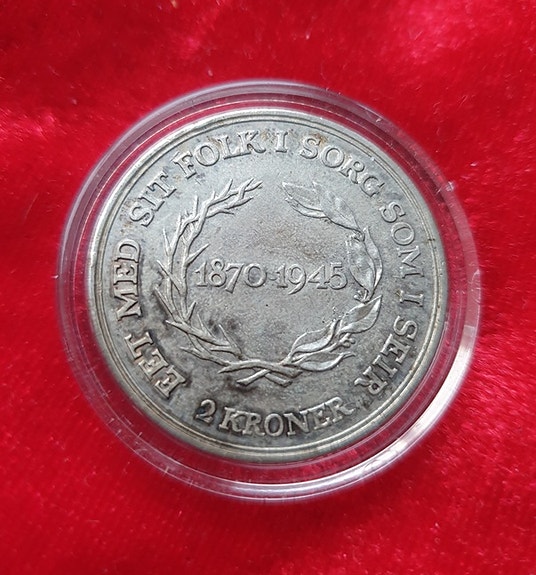 EET MED SIT FOLK I SORG SOM I SEIR
1870-1945
2 KRONER